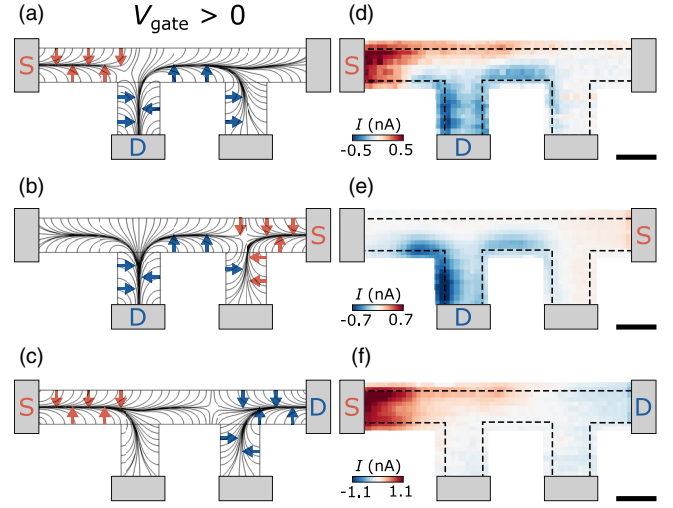 (a) V_gate > 0 (d)
S S
D I (nA) D
-0.5 0.5
(b) (e)
S S
D I (nA) D
-0.7 0.7
(c) (f)
S D S D
I (nA)
-1.1 1.1